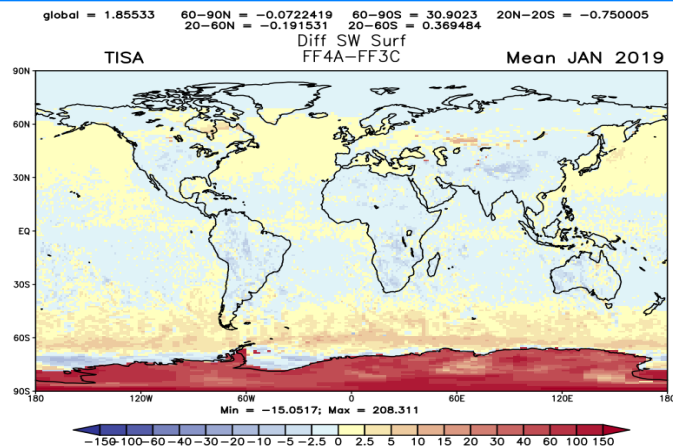 global = 1.85533 60-90N = -0.0722419 60-90S = 30.9023 20N-20S = -0.750005
20-60N = -0.191531 20-60S = 0.369484
Diff SW Surf
TISA FF4A-FF3C Mean JAN 2019
90N
60N
30N
EQ
30S
60S
90S
180 120W 60W 0 60E 120E 180
Min = -15.0517; Max = 208.311
-150-100-60-40-30-20-10 -5 -2.5 0 2.5 5 10 15 20 30 40 60 100 150